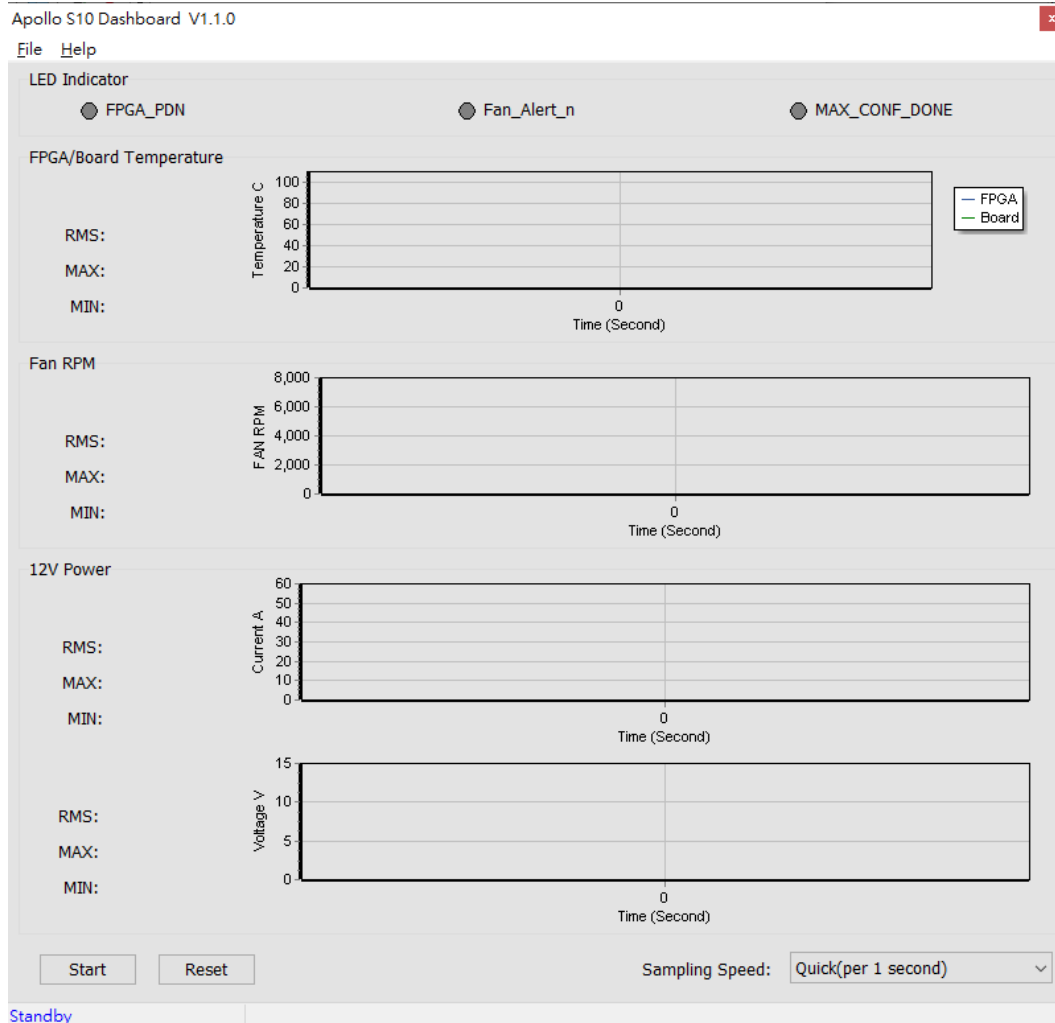 Apollo S10 Dashboard V1.1.0
x
File Help
LED Indicator
FPGA_PDN Fan_Alert_n MAX_CONF_DONE
FPGA/Board Temperature
RMS:
MAX:
MIN:
Temperature C
100
80
60
40
20
0
0
Time (Second)
FPGA
Board
Fan RPM
RMS:
MAX:
MIN:
FAN RPM
8,000
6,000
4,000
2,000
0
0
Time (Second)
12V Power
RMS:
MAX:
MIN:
Current A
60
50
40
30
20
10
0
0
Time (Second)
RMS:
MAX:
MIN:
Voltage V
15
10
5
0
0
Time (Second)
Start Reset Sampling Speed: Quick(per 1 second)
Standby